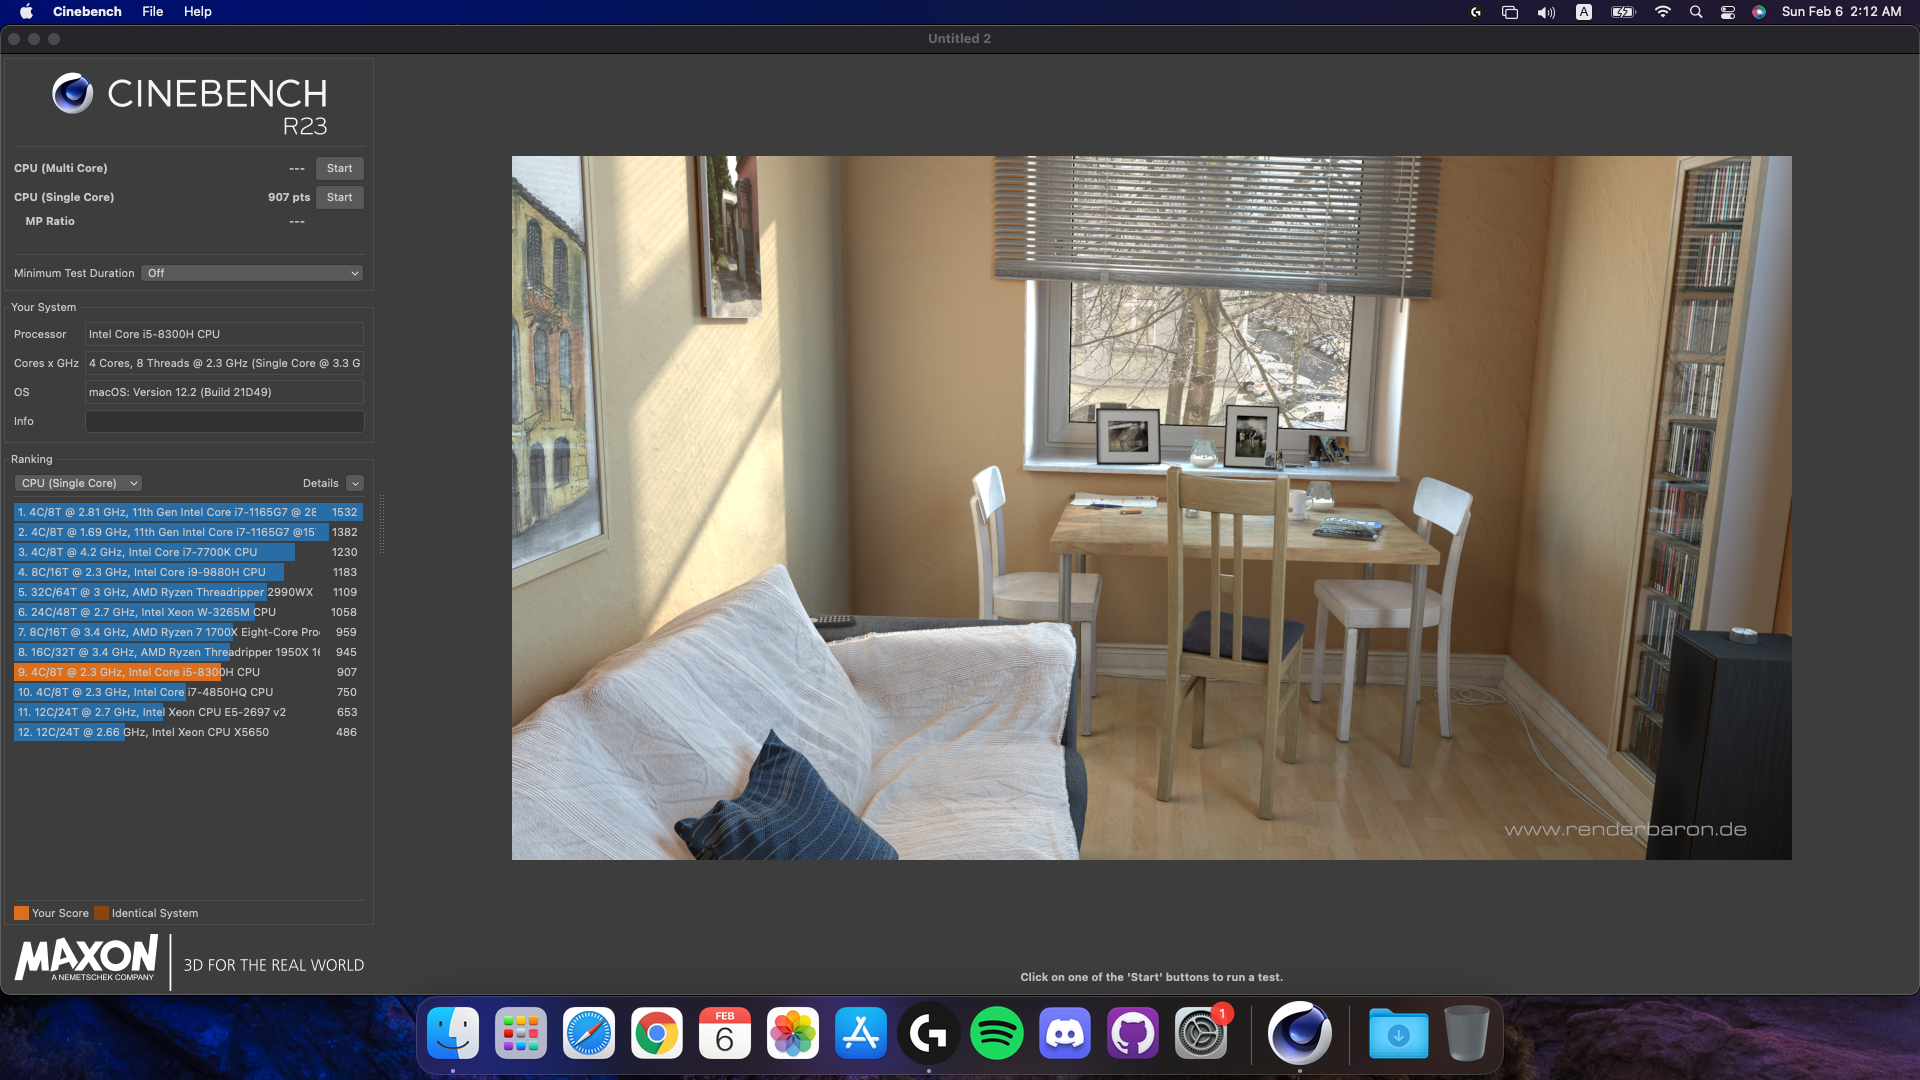 Cinebench File Help
A
Sun Feb 6 2:12 AM
Untitled 2
CINEBENCH
R23
CPU (Multi Core) --- Start
CPU (Single Core) 907 pts Start
MP Ratio ---
Minimum Test Duration Off
Your System
Processor Intel Core i5-8300H CPU
Cores x GHz 4 Cores, 8 Threads @ 2.3 GHz (Single Core @ 3.3 G
OS macOS: Version 12.2 (Build 21D49)
Info
Ranking
CPU (Single Core) Details
1. 4C/8T @ 2.81 GHz, 11th Gen Intel Core i7-1165G7 @ 28 1532
2. 4C/8T @ 1.69 GHz, 11th Gen Intel Core i7-1165G7 @15 1382
3. 4C/8T @ 4.2 GHz, Intel Core i7-7700K CPU 1230
4. 8C/16T @ 2.3 GHz, Intel Core i9-9880H CPU 1183
5. 32C/64T @ 3 GHz, AMD Ryzen Threadripper 2990WX 1109
6. 24C/48T @ 2.7 GHz, Intel Xeon W-3265M CPU 1058
7. 8C/16T @ 3.4 GHz, AMD Ryzen 7 1700X Eight-Core Pro 959
8. 16C/32T @ 3.4 GHz, AMD Ryzen Threadripper 1950X 16 945
9. 4C/8T @ 2.3 GHz, Intel Core i5-8300H CPU 907
10. 4C/8T @ 2.3 GHz, Intel Core i7-4850HQ CPU 750
11. 12C/24T @ 2.7 GHz, Intel Xeon CPU E5-2697 v2 653
12. 12C/24T @ 2.66 GHz, Intel Xeon CPU X5650 486
Your Score Identical System
MAXON
A NEMETSCHEK COMPANY
3D FOR THE REAL WORLD
www.renderbaron.de
Click on one of the 'Start' buttons to run a test.
FEB
6
1